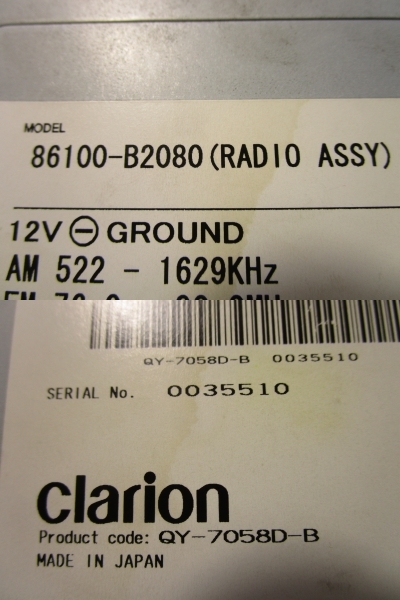 MODEL
86100-B2080(RADIO ASSY)
12V ⊖ GROUND
AM 522 - 1629KHz
QY-7058D-B 0035510
SERIAL No. 0035510
clarion
Product code: QY-7058D-B
MADE IN JAPAN